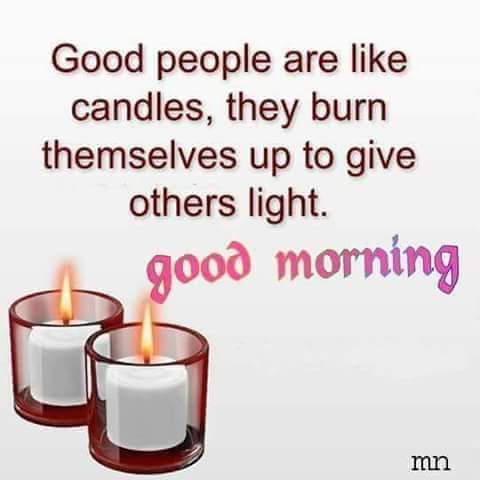 Good people are like
candles, they burn
themselves up to give
others light.
good morning
mn